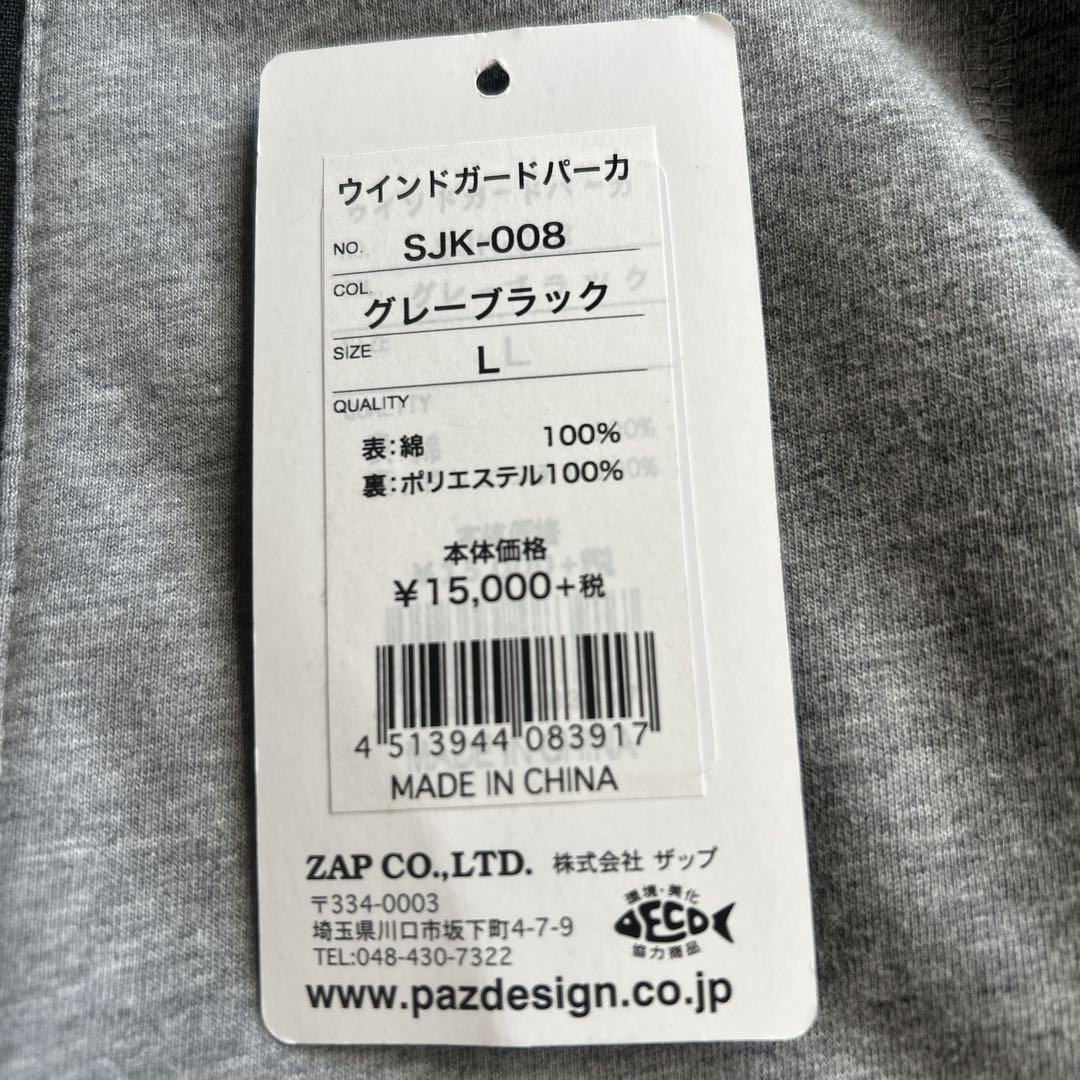 ウインドガードパーカ
NO. SJK-008
COL. グレーブラック
SIZE L
QUALITY
表:綿 100%
裏:ポリエステル100%
本体価格
¥15,000+税
4 513944 083917
MADE IN CHINA
ZAP CO.,LTD. 株式会社 ザップ
〒334-0003
埼玉県川口市坂下町4-7-9
TEL:048-430-7322
環境・美化
ECO
協力商品
www.pazdesign.co.jp